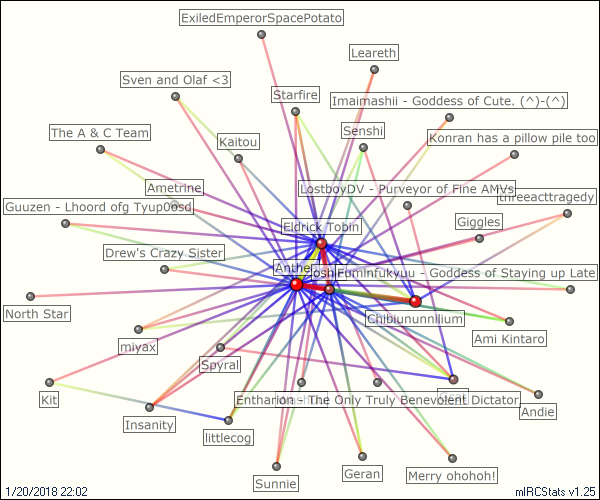 ExiledEmperorSpacePotato
Leareth
Sven and Olaf <3
Starfire
Imaimashii - Goddess of Cute. (^)-(^)
The A & C Team
Kaitou
Senshi
Konran has a pillow pile too
Ametrine
LostboyDV - Purveyor of Fine AMVs
threeacttragedy
Guuzen - Lhoord ofg Tyup0osd
Eldrick Tobin
Giggles
Drew's Crazy Sister
Fuminfukyuu - Goddess of Staying up Late
North Star
Chibiununnilium
miyax
Ami Kintaro
Spyral
Kit
Entharion - The Only Truly Benevolent Dictator
Insanity
Andie
littlecog
Sunnie
Geran
Merry ohohoh!
1/20/2018 22:02
mIRCStats v1.25